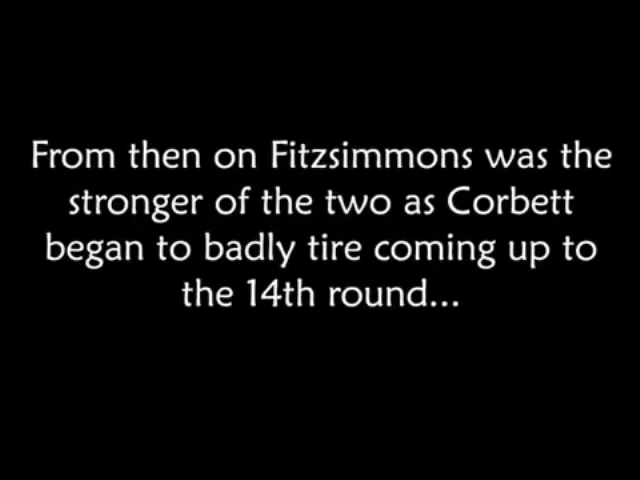 From then on Fitzsimmons was the
stronger of the two as Corbett
began to badly tire coming up to
the 14th round...